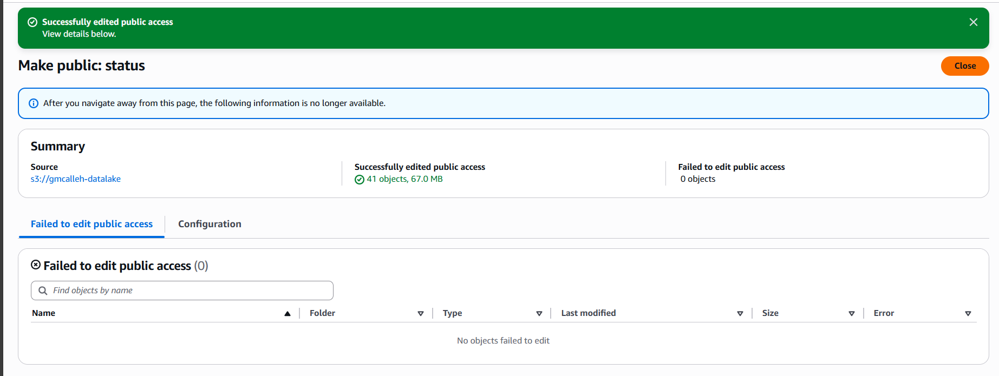 Successfully edited public access
View details below.
Make public: status
Close
After you navigate away from this page, the following information is no longer available.
Summary
Source
s3://gmcalleh-datalake
Successfully edited public access
41 objects, 67.0 MB
Failed to edit public access
0 objects
Failed to edit public access
Configuration
Failed to edit public access (0)
Find objects by name
Name Folder Type Last modified Size Error
No objects failed to edit